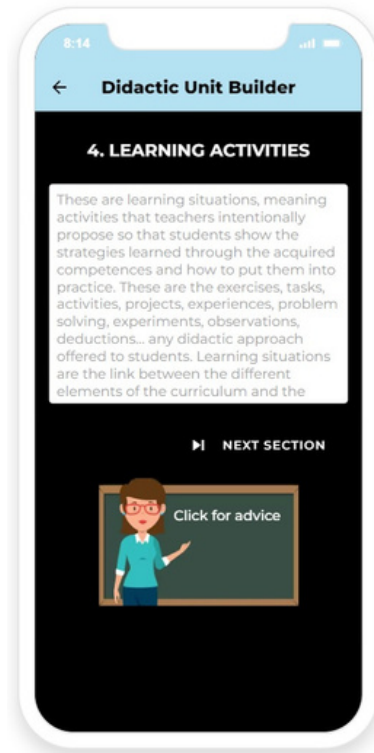 8:14
Didactic Unit Builder
4. LEARNING ACTIVITIES
These are learning situations, meaning
activities that teachers intentionally
propose so that students show the
strategies learned through the acquired
competences and how to put them into
practice. These are the exercises, tasks,
activities, projects, experiences, problem
solving, experiments, observations,
deductions... any didactic approach
offered to students. Learning situations
are the link between the different
elements of the curriculum and the
NEXT SECTION
Click for advice